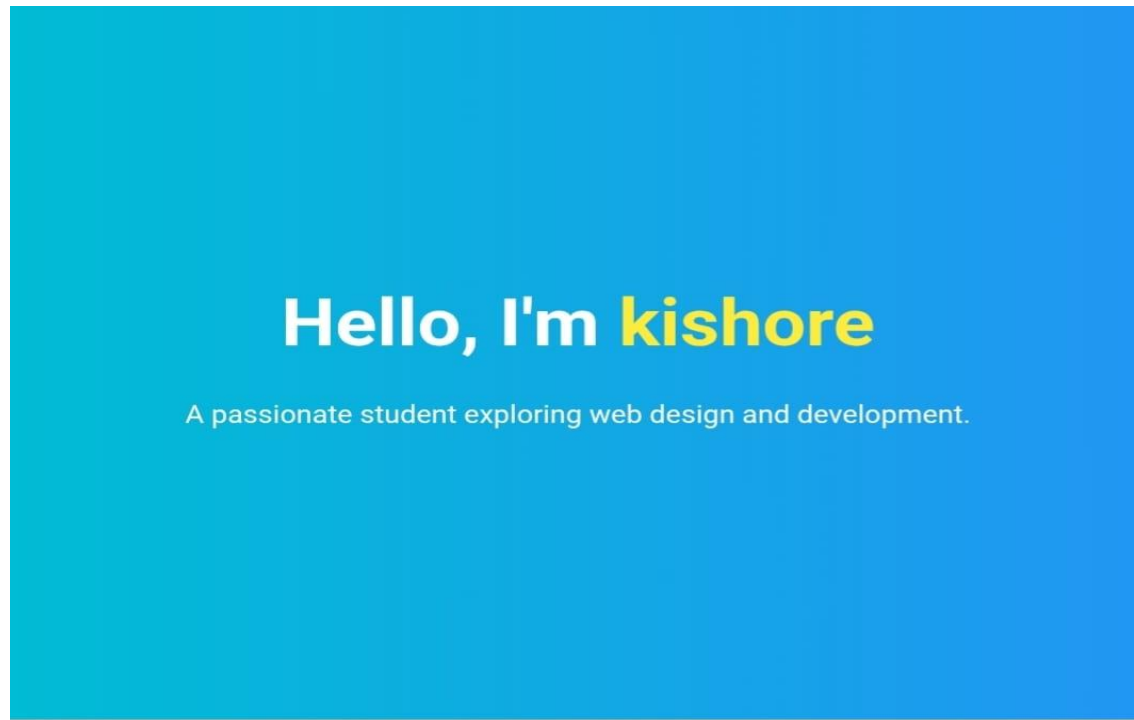 Hello, I'm kishore
A passionate student exploring web design and development.